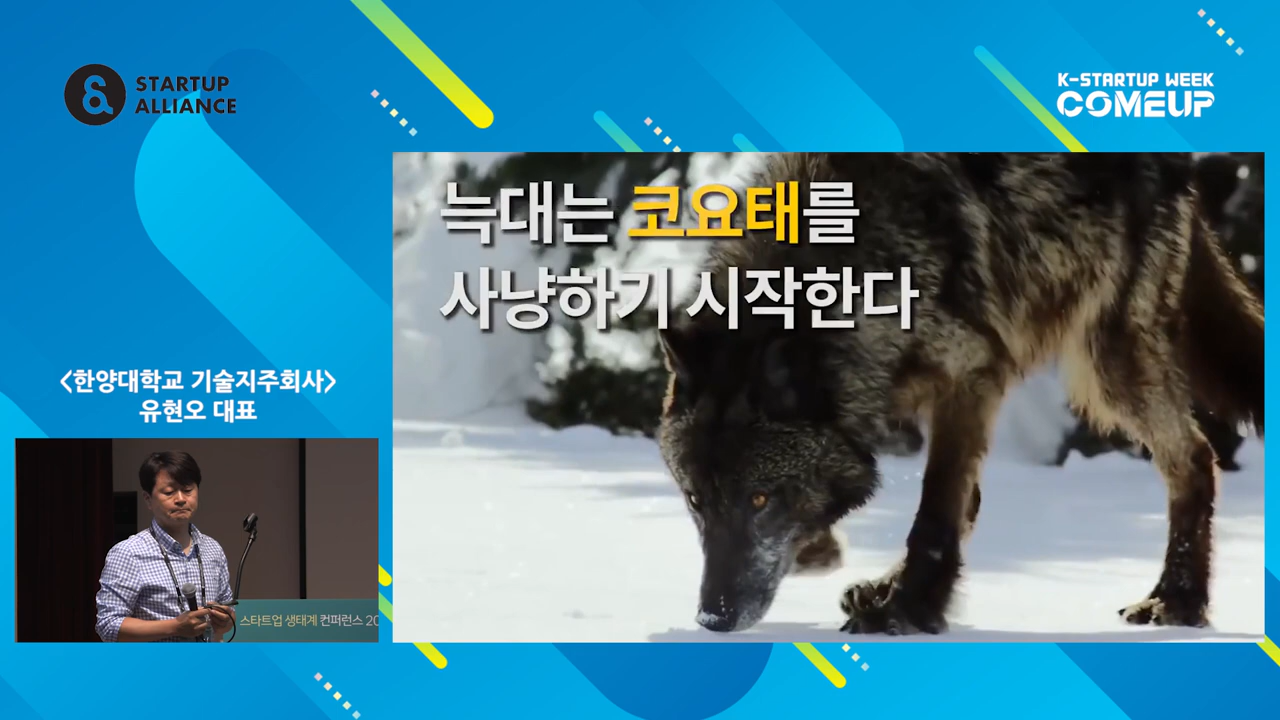 STARTUP
ALLIANCE
K-STARTUP WEEK
COMEUP
늑대는 코요태를
사냥하기 시작한다
<한양대학교 기술지주회사>
유현오 대표
스타트업 생태계 컨퍼런스 20